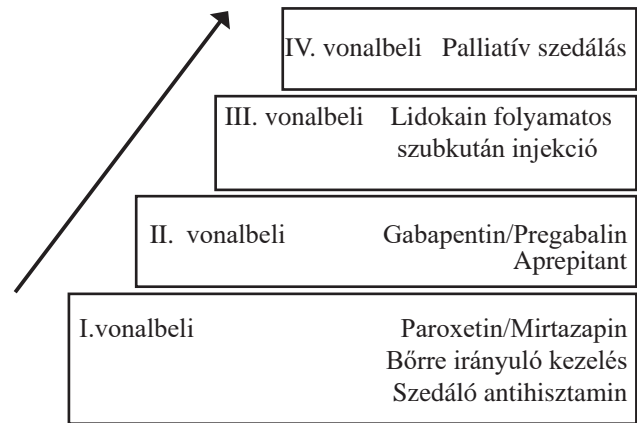 IV. vonalbeli Palliatív szedálás
III. vonalbeli Lidokain folyamatos
szubkután injekció
II. vonalbeli Gabapentin/Pregabalin
Aprepitant
I.vonalbeli Paroxetin/Mirtazapin
Bőrre irányuló kezelés
Szedáló antihisztamin